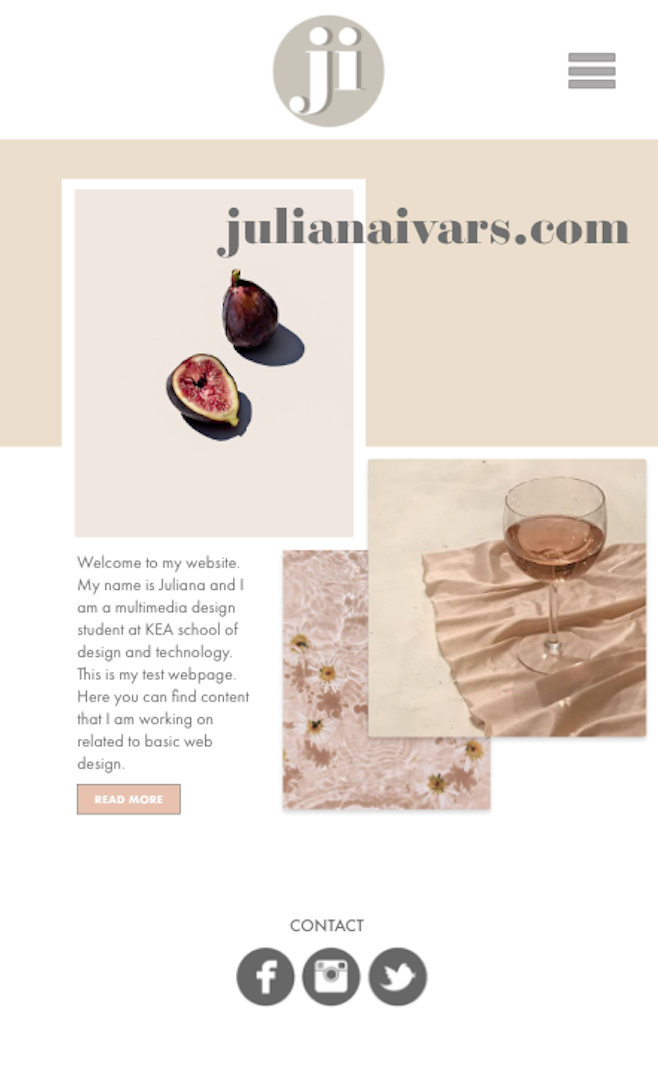 ji
julianaivars.com
Welcome to my website.
My name is Juliana and I
am a multimedia design
student at KEA school of
design and technology.
This is my test webpage.
Here you can find content
that I am working on
related to basic web
design.
READ MORE
CONTACT